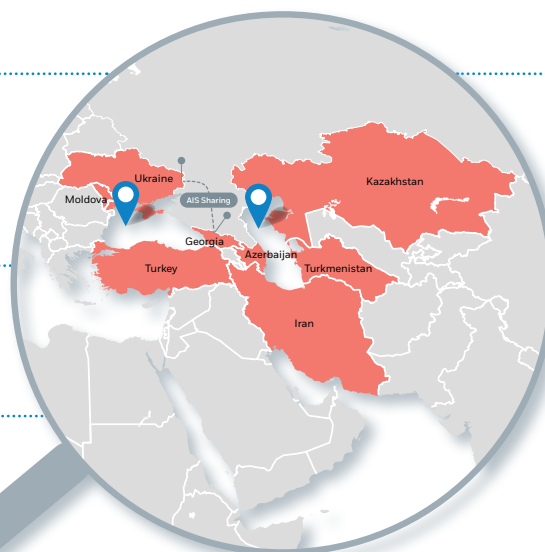 Ukraine
Kazakhstan
Moldova
AIS Sharing
Georgia
Azerbaijan
Turkey
Turkmenistan
Iran